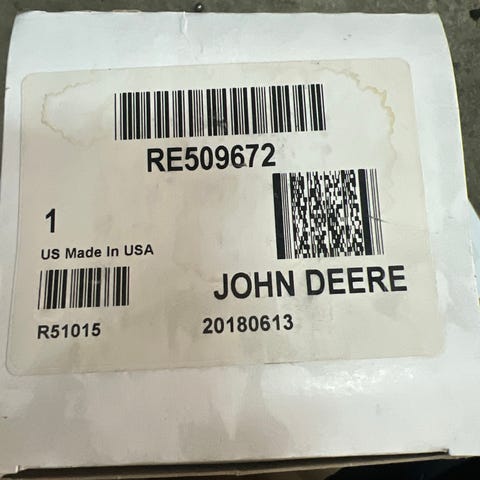 RE509672
1
US Made In USA
JOHN DEERE
R51015
20180613